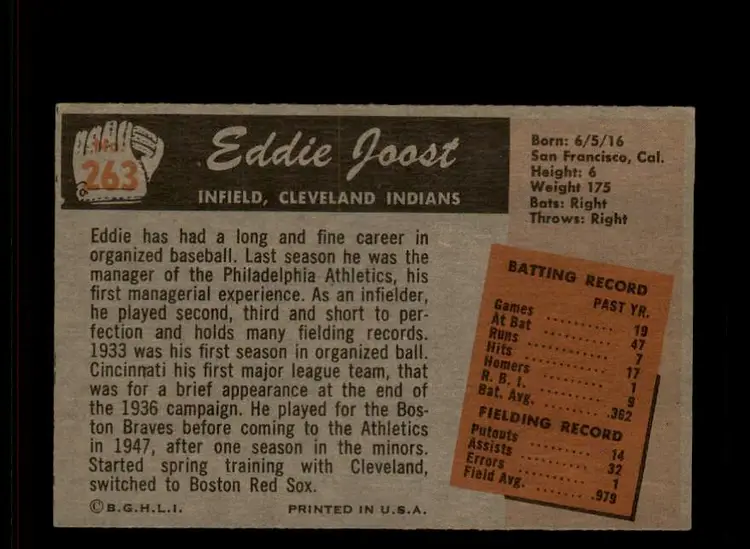 No.
263
Eddie Joost
INFIELD, CLEVELAND INDIANS
Born: 6/5/16
San Francisco, Cal.
Height: 6
Weight 175
Bats: Right
Throws: Right
Eddie has had a long and fine career in
organized baseball. Last season he was the
manager of the Philadelphia Athletics, his
first managerial experience. As an infielder,
he played second, third and short to per-
fection and holds many fielding records.
1933 was his first season in organized ball.
Cincinnati his first major league team, that
was for a brief appearance at the end of
the 1936 campaign. He played for the Bos-
ton Braves before coming to the Athletics
in 1947, after one season in the minors.
Started spring training with Cleveland,
switched to Boston Red Sox.
BATTING RECORD
PAST YR.
Games .......... 19
At Bat .......... 47
Runs .......... 7
Hits .......... 17
Homers .......... 1
R. B. I. .......... 9
Bat. Avg. .......... .362
FIELDING RECORD
Putouts .......... 14
Assists .......... 32
Errors .......... 1
Field Avg. .......... .979
©B.G.H.L.I. PRINTED IN U.S.A.